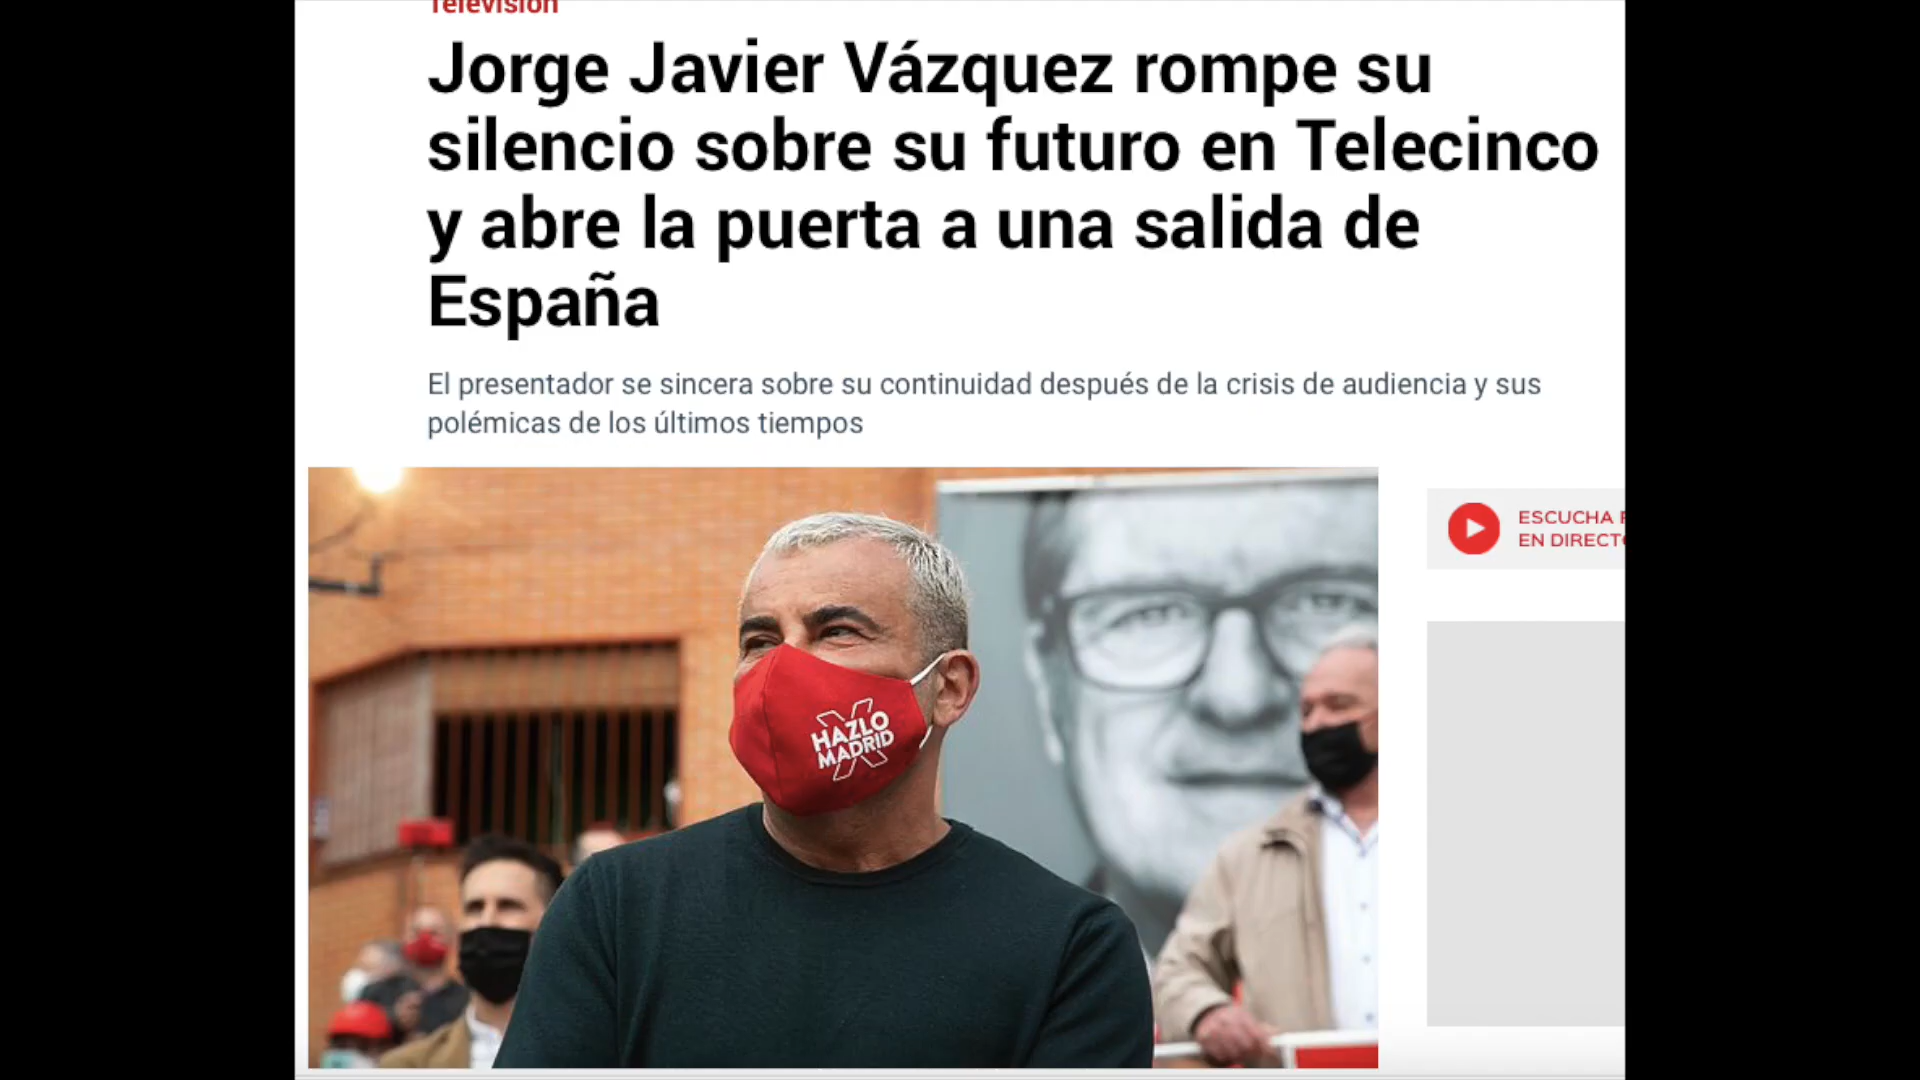 Televisión
Jorge Javier Vázquez rompe su
silencio sobre su futuro en Telecinco
y abre la puerta a una salida de
España
El presentador se sincera sobre su continuidad después de la crisis de audiencia y sus
polémicas de los últimos tiempos
ESCUCHA
EN DIRECTO
HAZLO
X
MADRID